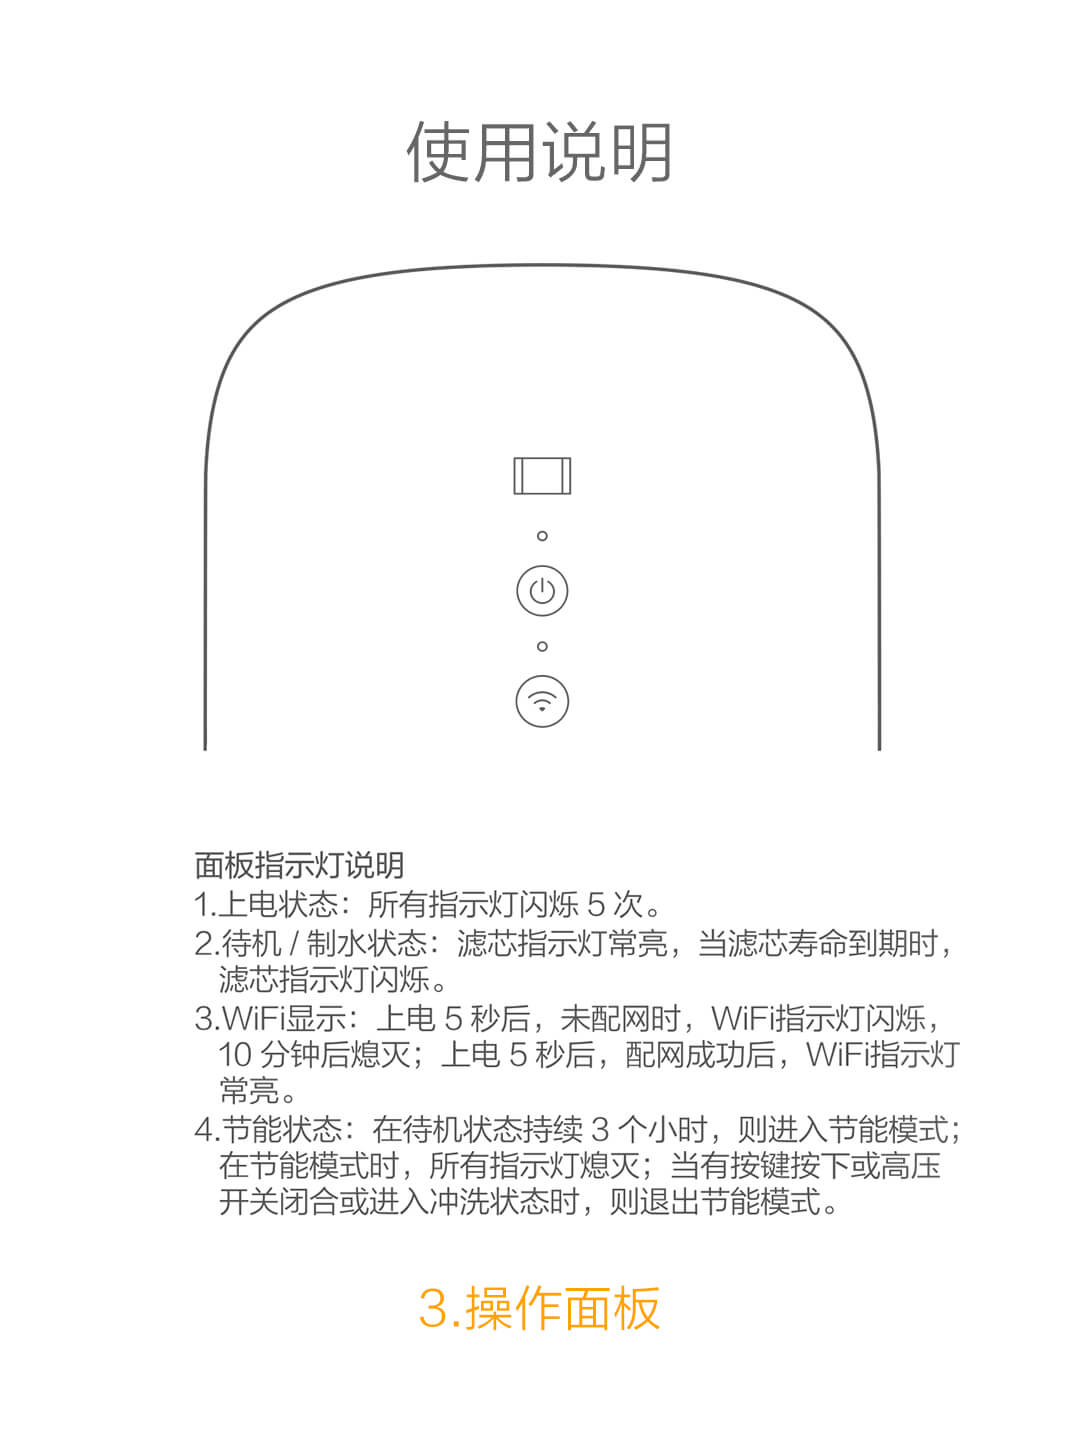 使用说明
面板指示灯说明
1.上电状态：所有指示灯闪烁 5 次。
2.待机 / 制水状态：滤芯指示灯常亮，当滤芯寿命到期时，
滤芯指示灯闪烁。
3.WiFi显示：上电 5 秒后，未配网时，WiFi指示灯闪烁，
10 分钟后熄灭；上电 5 秒后，配网成功后，WiFi指示灯
常亮。
4.节能状态：在待机状态持续 3 个小时，则进入节能模式；
在节能模式时，所有指示灯熄灭；当有按键按下或高压
开关闭合或进入冲洗状态时，则退出节能模式。
3.操作面板